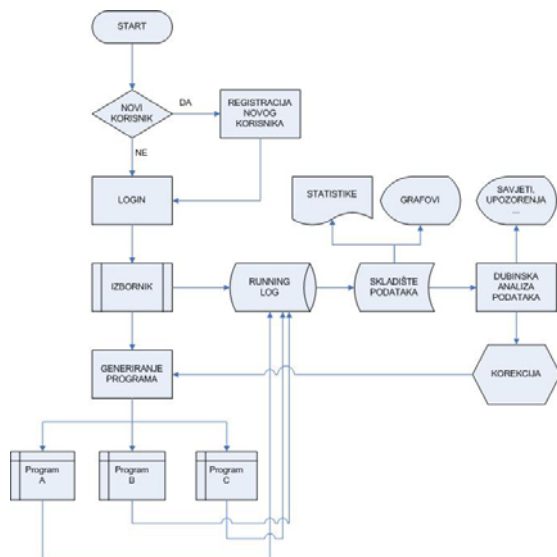 START
NOVI
KORISNIK
DA
REGISTRACIJA
NOVOG
KORISNIKA
NE
LOGIN
STATISTIKE
GRAFOVI
SAVJETI,
UPOZORENJA
...
IZBORNIK
RUNNING
LOG
SKLADIŠTE
PODATAKA
DUBINSKA
ANALIZA
PODATAKA
GENERIRANJE
PROGRAMA
KOREKCIJA
Program
A
Program
B
Program
C